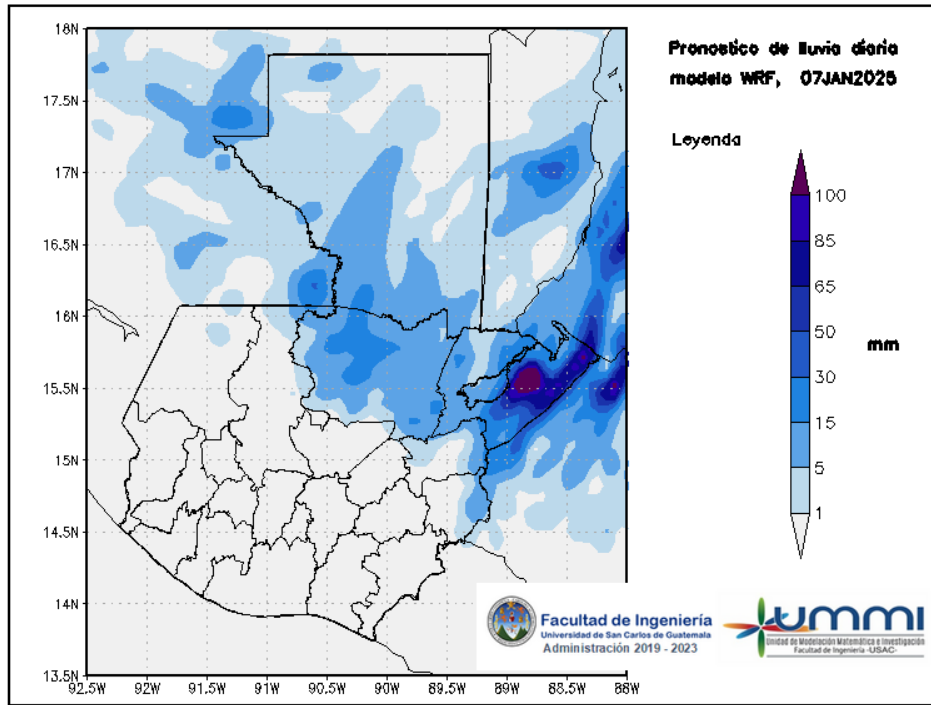 Pronostico de lluvia diaria
modelo WRF, 07JAN2025
Leyenda
100
85
65
50
30
15
5
1
mm
18N
17.5N
17N
16.5N
16N
15.5N
15N
14.5N
14N
13.5N
92.5W
92W
91.5W
91W
90.5W
90W
89.5W
89W
88.5W
88W
Facultad de Ingeniería
Universidad de San Carlos de Guatemala
Administración 2019 - 2023
UMMI
Unidad de Modelación Matemática e Investigación
Facultad de Ingeniería -USAC-